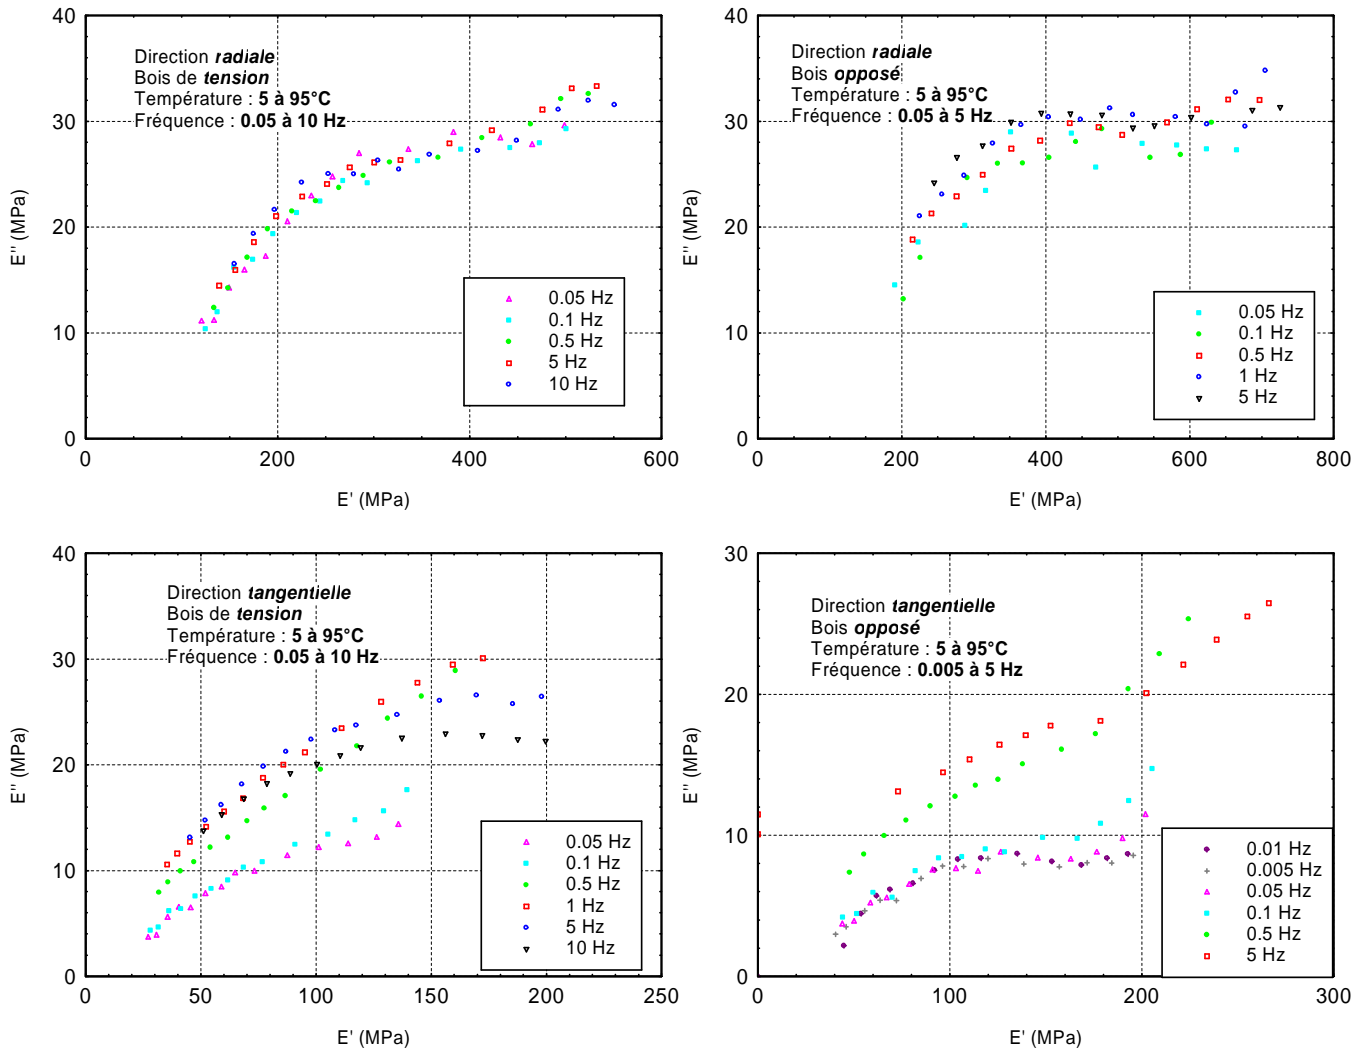 Direction radiale
Bois de tension
Température : 5 à 95°C
Fréquence : 0.05 à 10 Hz
40
30
20
10
0
E'' (MPa)
0 200 400 600
E' (MPa)
0.05 Hz
0.1 Hz
0.5 Hz
5 Hz
10 Hz
Direction radiale
Bois opposé
Température : 5 à 95°C
Fréquence : 0.05 à 5 Hz
40
30
20
10
0
E'' (MPa)
0 200 400 600 800
E' (MPa)
0.05 Hz
0.1 Hz
0.5 Hz
1 Hz
5 Hz
Direction tangentielle
Bois de tension
Température : 5 à 95°C
Fréquence : 0.05 à 10 Hz
40
30
20
10
0
E'' (MPa)
0 50 100 150 200 250
E' (MPa)
0.05 Hz
0.1 Hz
0.5 Hz
1 Hz
5 Hz
10 Hz
Direction tangentielle
Bois opposé
Température : 5 à 95°C
Fréquence : 0.005 à 5 Hz
30
20
10
0
E'' (MPa)
0 100 200 300
E' (MPa)
0.01 Hz
0.005 Hz
0.05 Hz
0.1 Hz
0.5 Hz
5 Hz